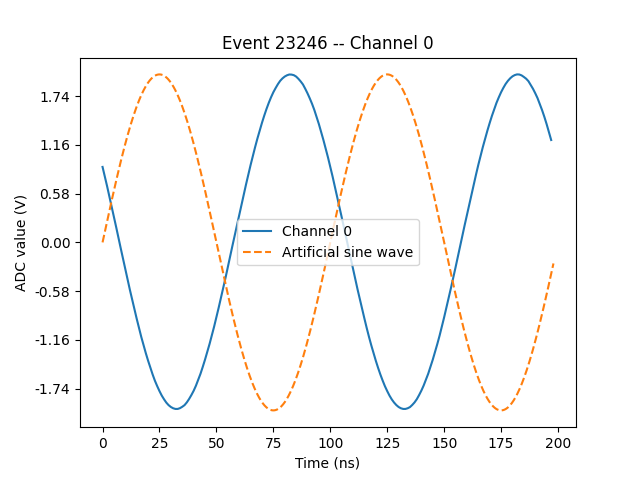 Event 23246 -- Channel 0
ADC value (V)
1.74
1.16
0.58
0.00
-0.58
-1.16
-1.74
Channel 0
Artificial sine wave
0 25 50 75 100 125 150 175 200
Time (ns)